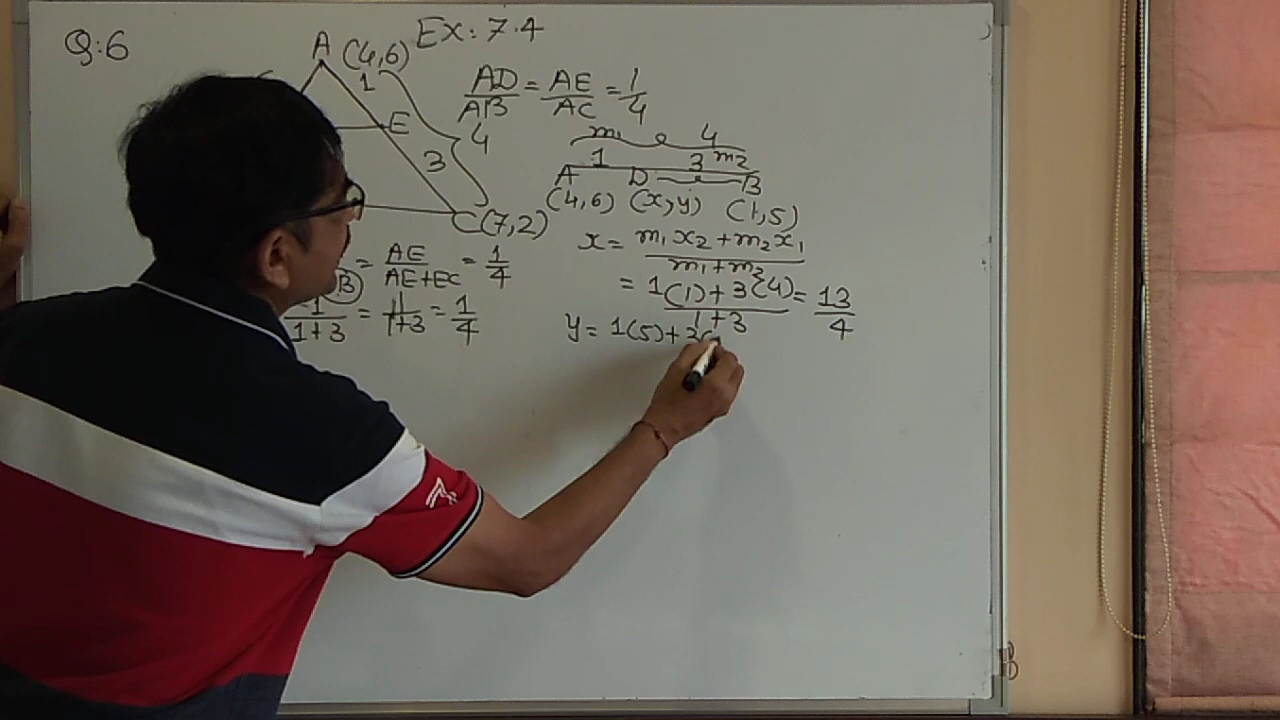 Q:6
Ex: 7.4
A (4,6)
1
E
4
3
C(7,2)
AD/AB = AE/AC = 1/4
m1 4
1 3 m2
A D B
(4,6) (x,y) (1,5)
x = m1x2+m2x1/m1+m2
= 1(1)+3(4)/1+3 = 13/4
y = 1(5)+3(
B = AE/AE+EC = 1/4
1/1+3 = 1/1+3 = 1/4